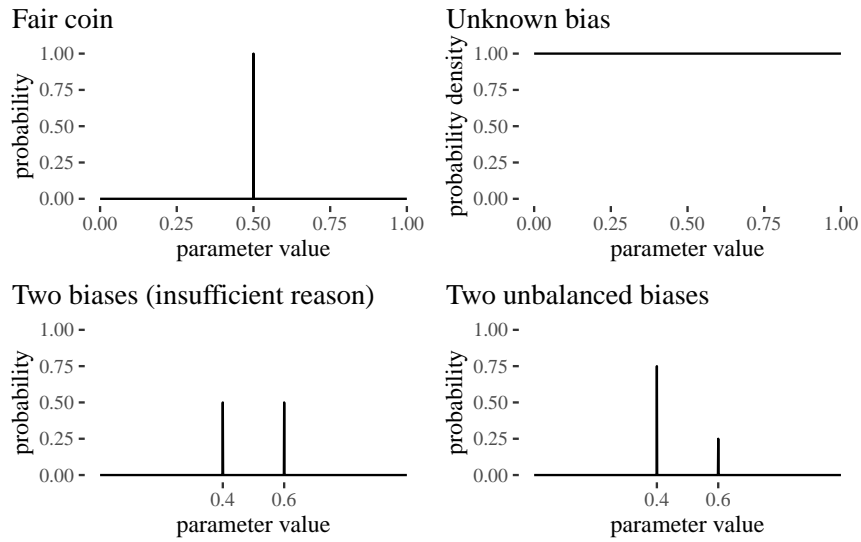 Fair coin
probability
1.00
0.75
0.50
0.25
0.00
0.00 0.25 0.50 0.75 1.00
parameter value
Unknown bias
probability density
1.00
0.75
0.50
0.25
0.00
0.00 0.25 0.50 0.75 1.00
parameter value
Two biases (insufficient reason)
probability
1.00
0.75
0.50
0.25
0.00
0.4 0.6
parameter value
Two unbalanced biases
probability
1.00
0.75
0.50
0.25
0.00
0.4 0.6
parameter value